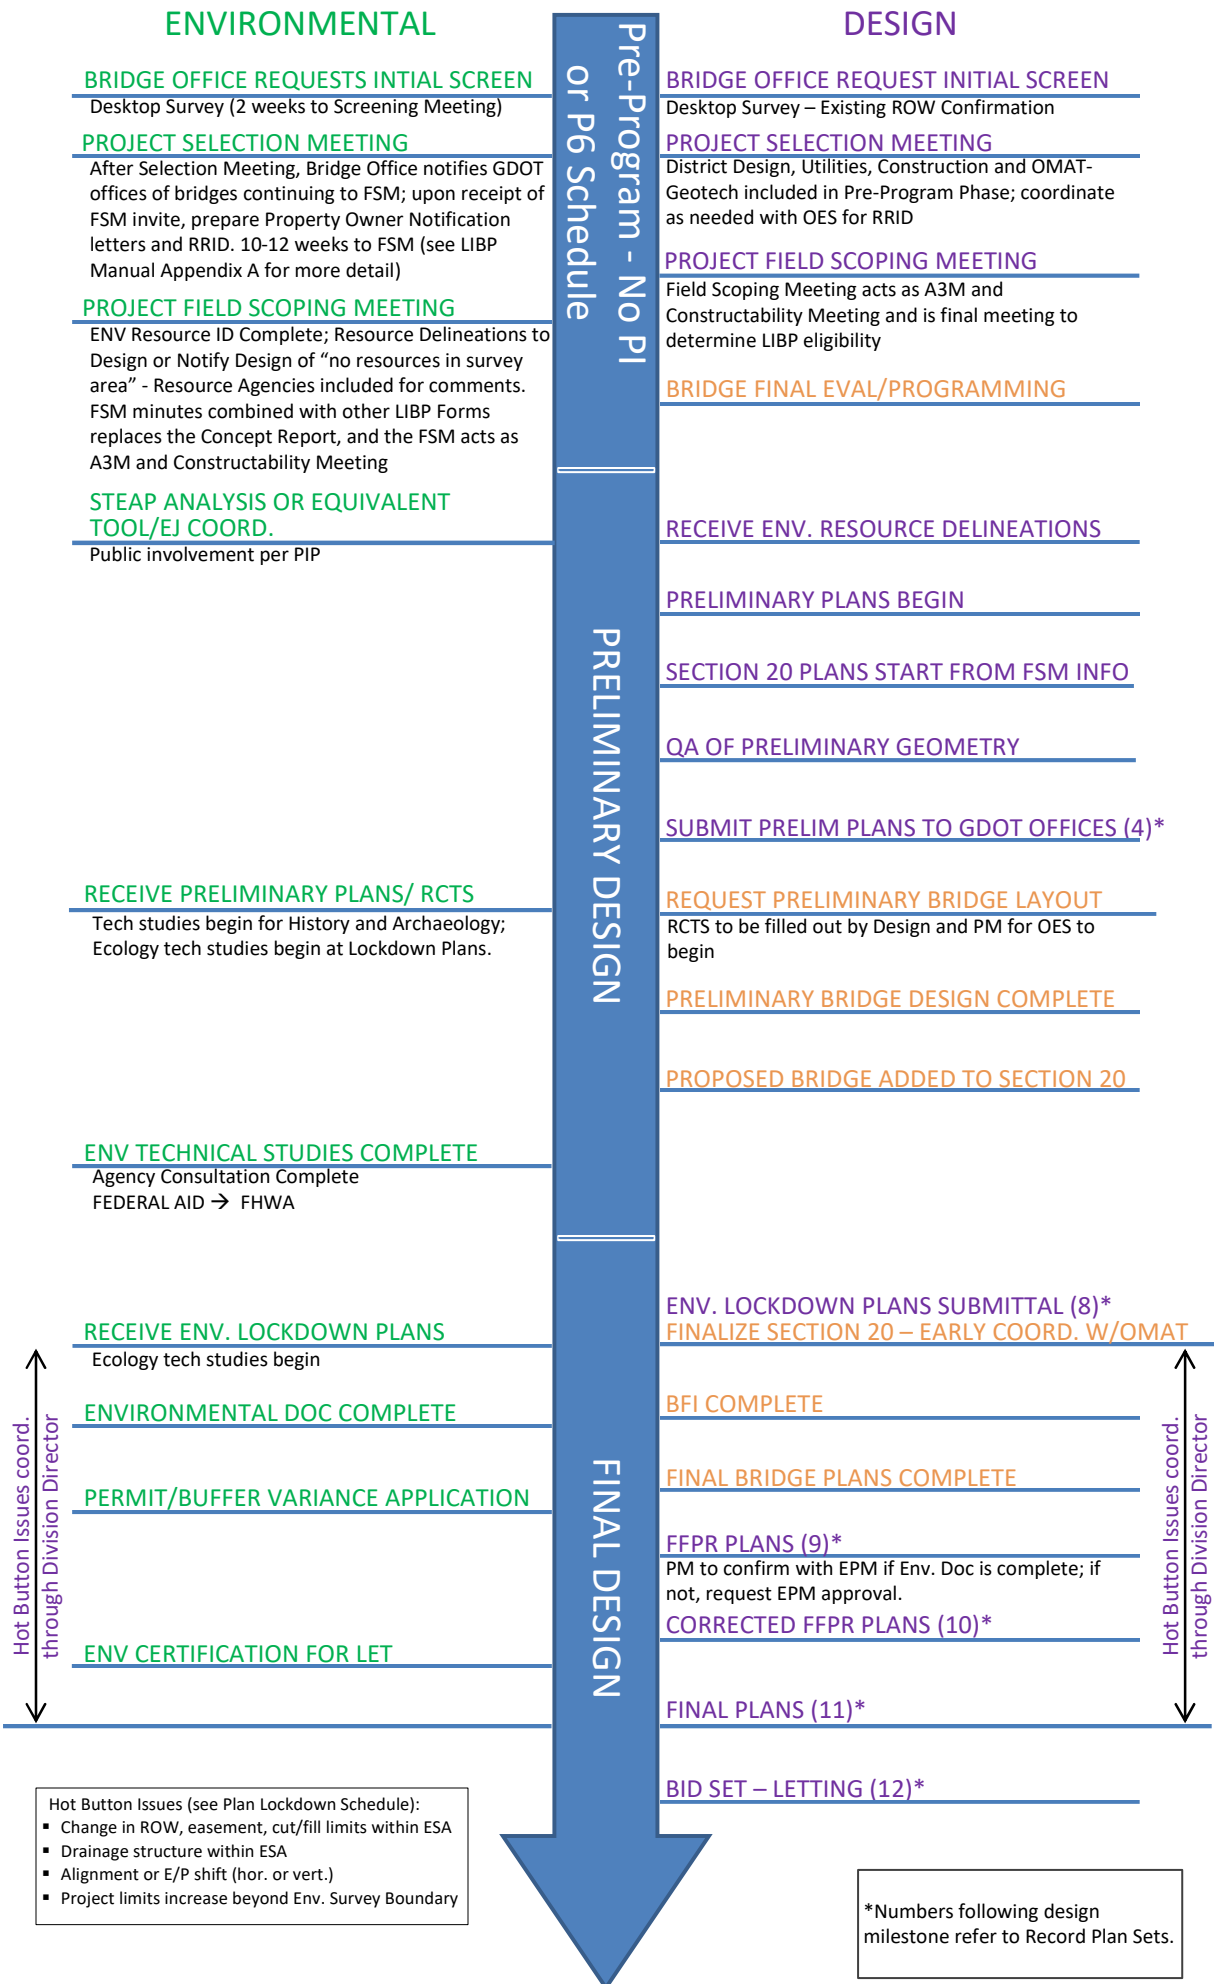 ENVIRONMENTAL
BRIDGE OFFICE REQUESTS INTIAL SCREEN
Desktop Survey (2 weeks to Screening Meeting)
PROJECT SELECTION MEETING
After Selection Meeting, Bridge Office notifies GDOT
offices of bridges continuing to FSM; upon receipt of
FSM invite, prepare Property Owner Notification
letters and RRID. 10-12 weeks to FSM (see LIBP
Manual Appendix A for more detail)
PROJECT FIELD SCOPING MEETING
ENV Resource ID Complete; Resource Delineations to
Design or Notify Design of “no resources in survey
area” - Resource Agencies included for comments.
FSM minutes combined with other LIBP Forms
replaces the Concept Report, and the FSM acts as
A3M and Constructability Meeting
STEAP ANALYSIS OR EQUIVALENT
TOOL/EJ COORD.
Public involvement per PIP
RECEIVE PRELIMINARY PLANS/ RCTS
Tech studies begin for History and Archaeology;
Ecology tech studies begin at Lockdown Plans.
ENV TECHNICAL STUDIES COMPLETE
Agency Consultation Complete
FEDERAL AID → FHWA
RECEIVE ENV. LOCKDOWN PLANS
Ecology tech studies begin
ENVIRONMENTAL DOC COMPLETE
PERMIT/BUFFER VARIANCE APPLICATION
ENV CERTIFICATION FOR LET
Hot Button Issues coord.
through Division Director
Pre-Program - No PI
or P6 Schedule
PRELIMINARY DESIGN
FINAL DESIGN
DESIGN
BRIDGE OFFICE REQUEST INITIAL SCREEN
Desktop Survey – Existing ROW Confirmation
PROJECT SELECTION MEETING
District Design, Utilities, Construction and OMAT-
Geotech included in Pre-Program Phase; coordinate
as needed with OES for RRID
PROJECT FIELD SCOPING MEETING
Field Scoping Meeting acts as A3M and
Constructability Meeting and is final meeting to
determine LIBP eligibility
BRIDGE FINAL EVAL/PROGRAMMING
RECEIVE ENV. RESOURCE DELINEATIONS
PRELIMINARY PLANS BEGIN
SECTION 20 PLANS START FROM FSM INFO
QA OF PRELIMINARY GEOMETRY
SUBMIT PRELIM PLANS TO GDOT OFFICES (4)*
REQUEST PRELIMINARY BRIDGE LAYOUT
RCTS to be filled out by Design and PM for OES to
begin
PRELIMINARY BRIDGE DESIGN COMPLETE
PROPOSED BRIDGE ADDED TO SECTION 20
ENV. LOCKDOWN PLANS SUBMITTAL (8)*
FINALIZE SECTION 20 – EARLY COORD. W/OMAT
BFI COMPLETE
FINAL BRIDGE PLANS COMPLETE
FFPR PLANS (9)*
PM to confirm with EPM if Env. Doc is complete; if
not, request EPM approval.
CORRECTED FFPR PLANS (10)*
FINAL PLANS (11)*
BID SET – LETTING (12)*
Hot Button Issues coord.
through Division Director
Hot Button Issues (see Plan Lockdown Schedule):
▪ Change in ROW, easement, cut/fill limits within ESA
▪ Drainage structure within ESA
▪ Alignment or E/P shift (hor. or vert.)
▪ Project limits increase beyond Env. Survey Boundary
*Numbers following design
milestone refer to Record Plan Sets.